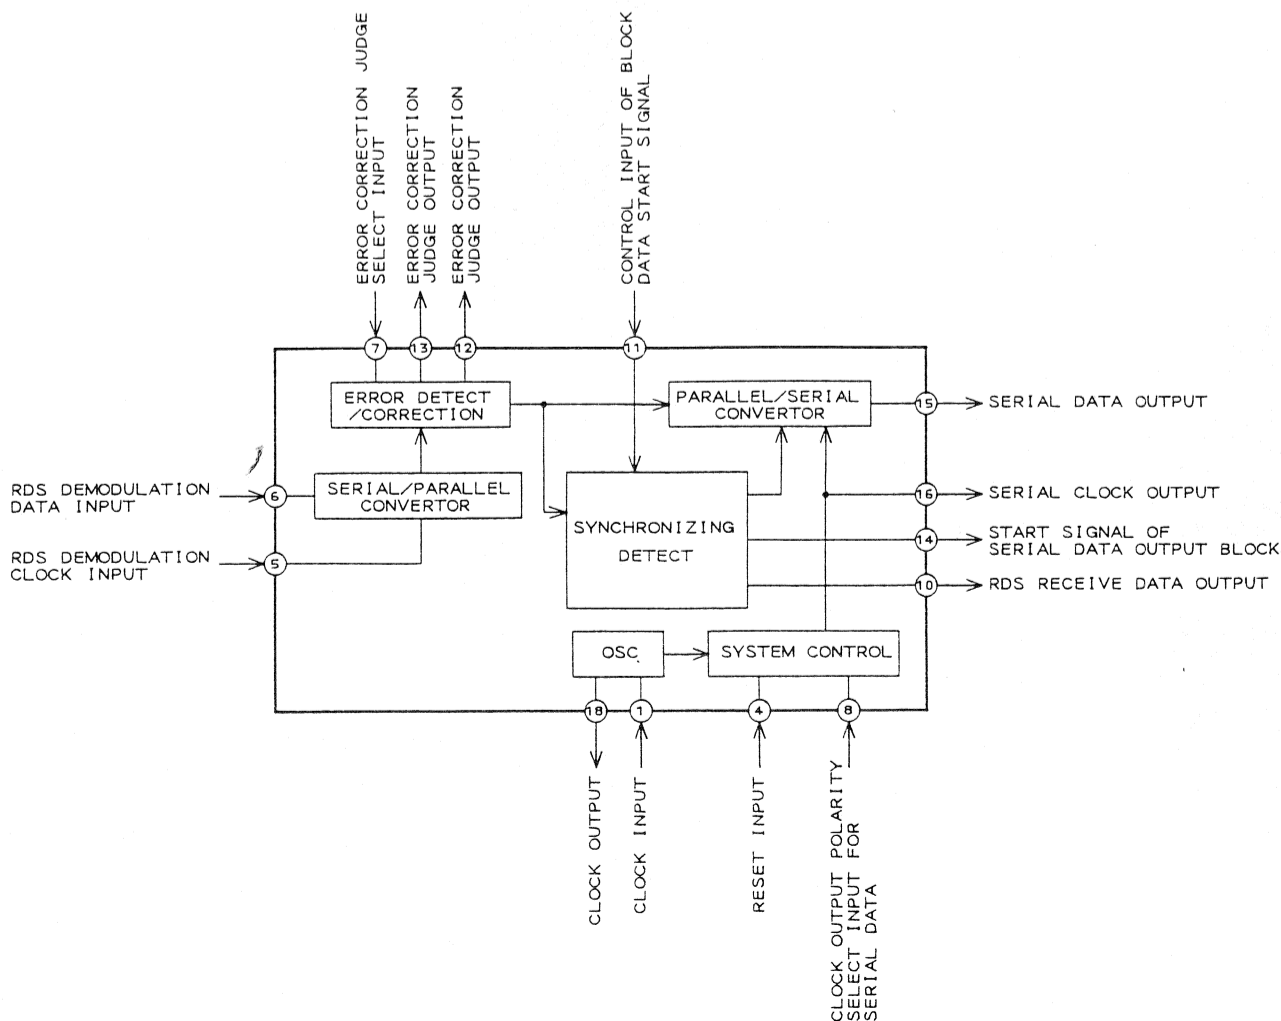 ERROR CORRECTION JUDGE
SELECT INPUT
ERROR CORRECTION
JUDGE OUTPUT
ERROR CORRECTION
JUDGE OUTPUT
CONTROL INPUT OF BLOCK
DATA START SIGNAL
7
13
12
11
ERROR DETECT
/CORRECTION
PARALLEL/SERIAL
CONVERTOR
15
SERIAL DATA OUTPUT
RDS DEMODULATION
DATA INPUT
6
SERIAL/PARALLEL
CONVERTOR
16
SERIAL CLOCK OUTPUT
SYNCHRONIZING
DETECT
14
START SIGNAL OF
SERIAL DATA OUTPUT BLOCK
RDS DEMODULATION
CLOCK INPUT
5
10
RDS RECEIVE DATA OUTPUT
OSC
SYSTEM CONTROL
18
1
4
8
CLOCK OUTPUT
CLOCK INPUT
RESET INPUT
CLOCK OUTPUT POLARITY
SELECT INPUT FOR
SERIAL DATA